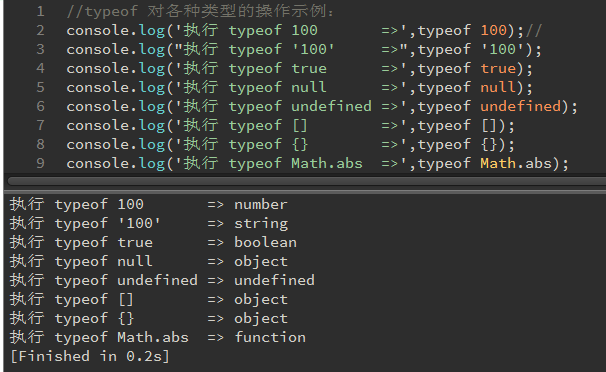 1 //typeof 对各种类型的操作示例：
2 console.log('执行 typeof 100       =>',typeof 100);//
3 console.log("执行 typeof '100'     =>",typeof '100');
4 console.log('执行 typeof true      =>',typeof true);
5 console.log('执行 typeof null      =>',typeof null);
6 console.log('执行 typeof undefined =>',typeof undefined);
7 console.log('执行 typeof []        =>',typeof []);
8 console.log('执行 typeof {}        =>',typeof {});
9 console.log('执行 typeof Math.abs  =>',typeof Math.abs);
执行 typeof 100       => number
执行 typeof '100'     => string
执行 typeof true      => boolean
执行 typeof null      => object
执行 typeof undefined => undefined
执行 typeof []        => object
执行 typeof {}        => object
执行 typeof Math.abs  => function
[Finished in 0.2s]